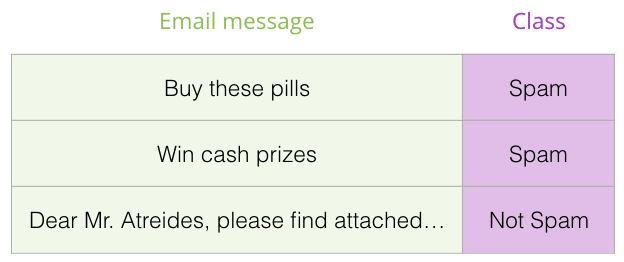 Email message Class
Buy these pills Spam
Win cash prizes Spam
Dear Mr. Atreides, please find attached… Not Spam